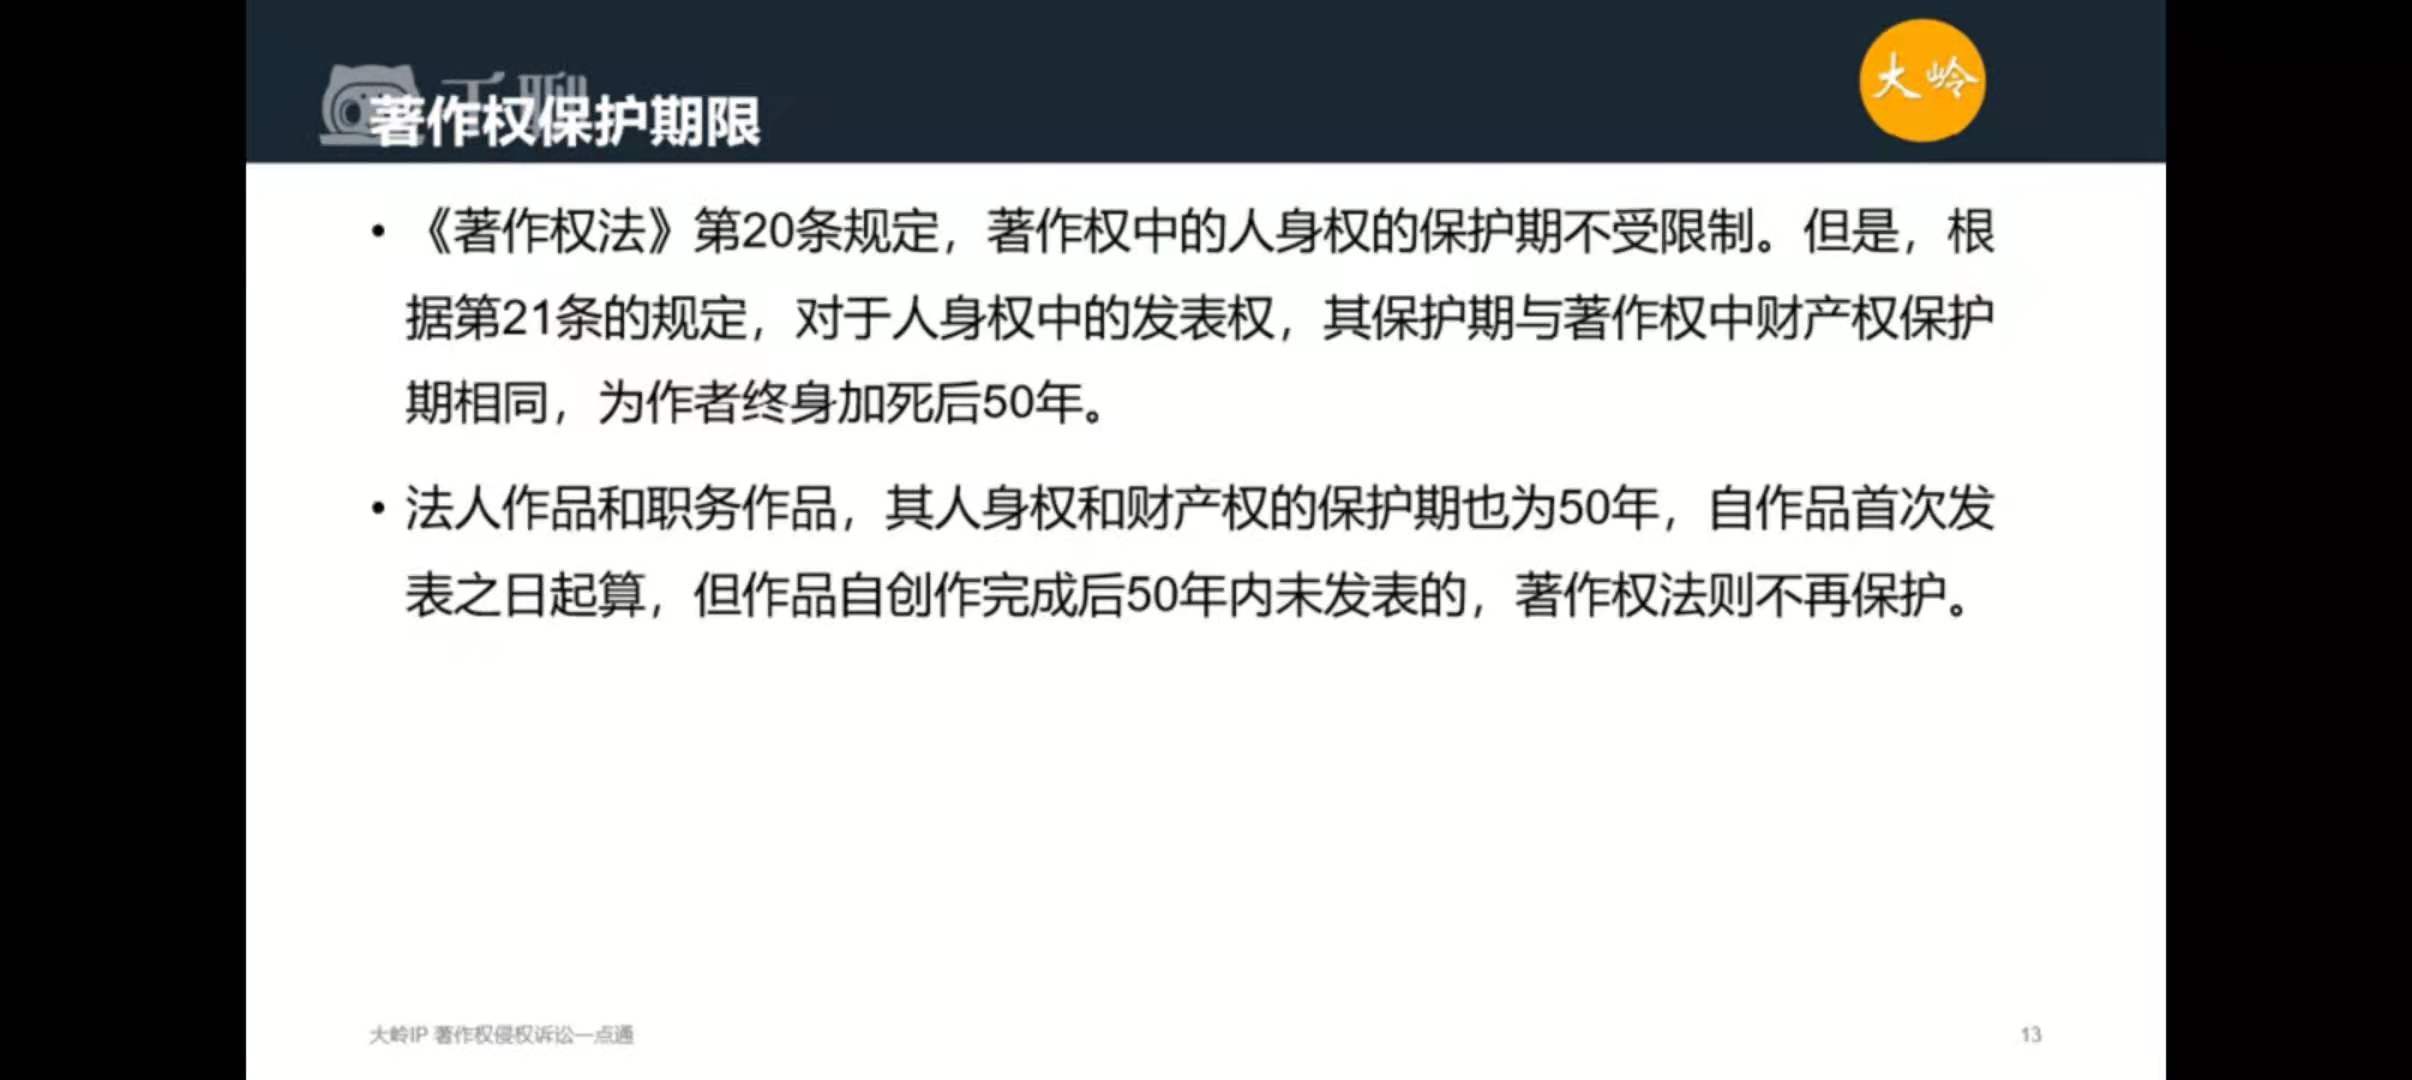 千聊
大岭
著作权保护期限
• 《著作权法》第20条规定，著作权中的人身权的保护期不受限制。但是，根
据第21条的规定，对于人身权中的发表权，其保护期与著作权中财产权保护
期相同，为作者终身加死后50年。
• 法人作品和职务作品，其人身权和财产权的保护期也为50年，自作品首次发
表之日起算，但作品自创作完成后50年内未发表的，著作权法则不再保护。
大岭IP 著作权侵权诉讼一点通
13